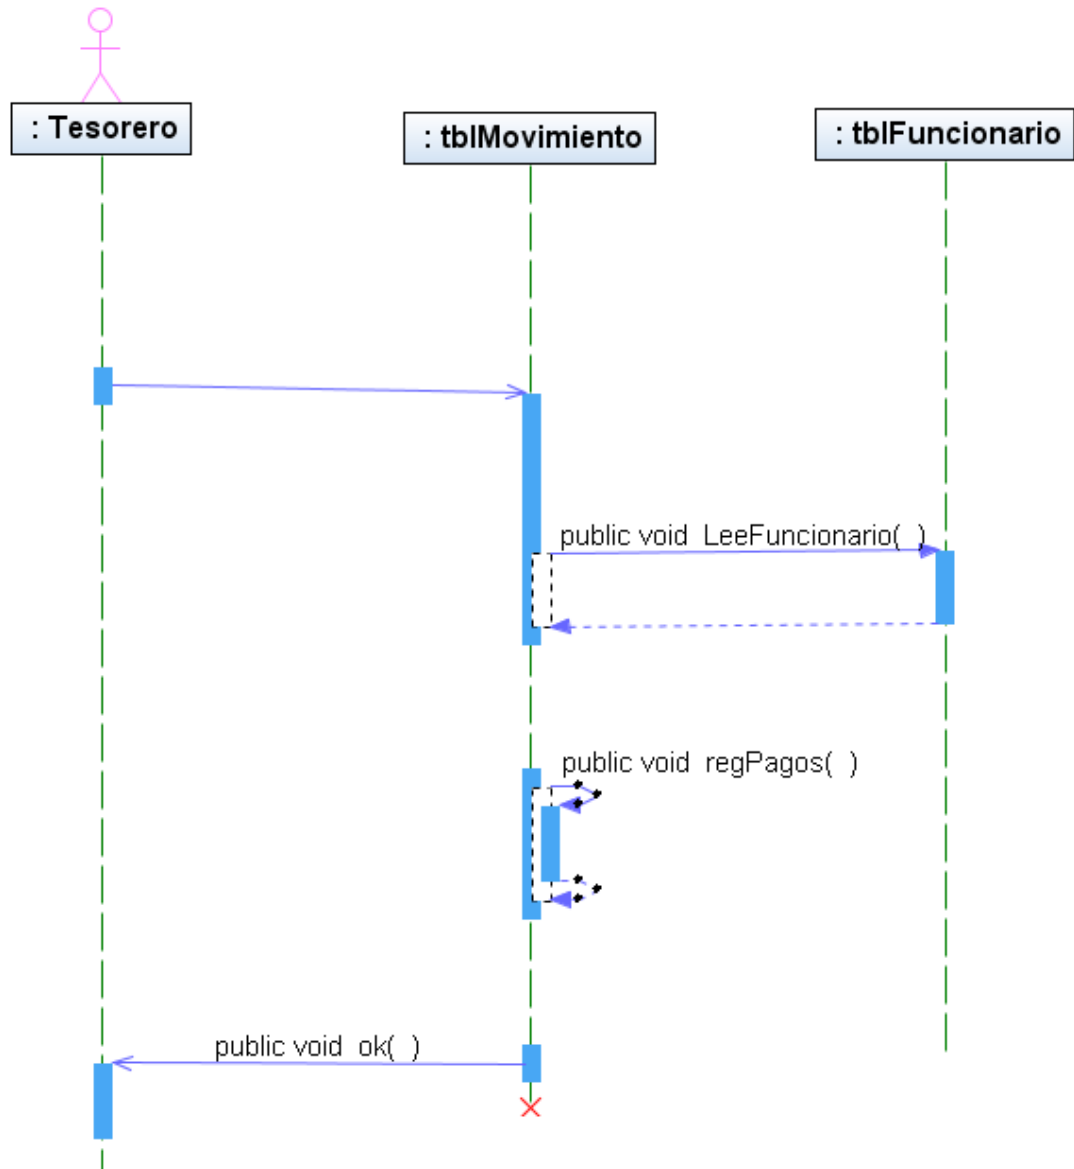 : Tesorero
: tblMovimiento
: tblFuncionario
public void  LeeFuncionario(  )
public void  regPagos(  )
public void  ok(  )